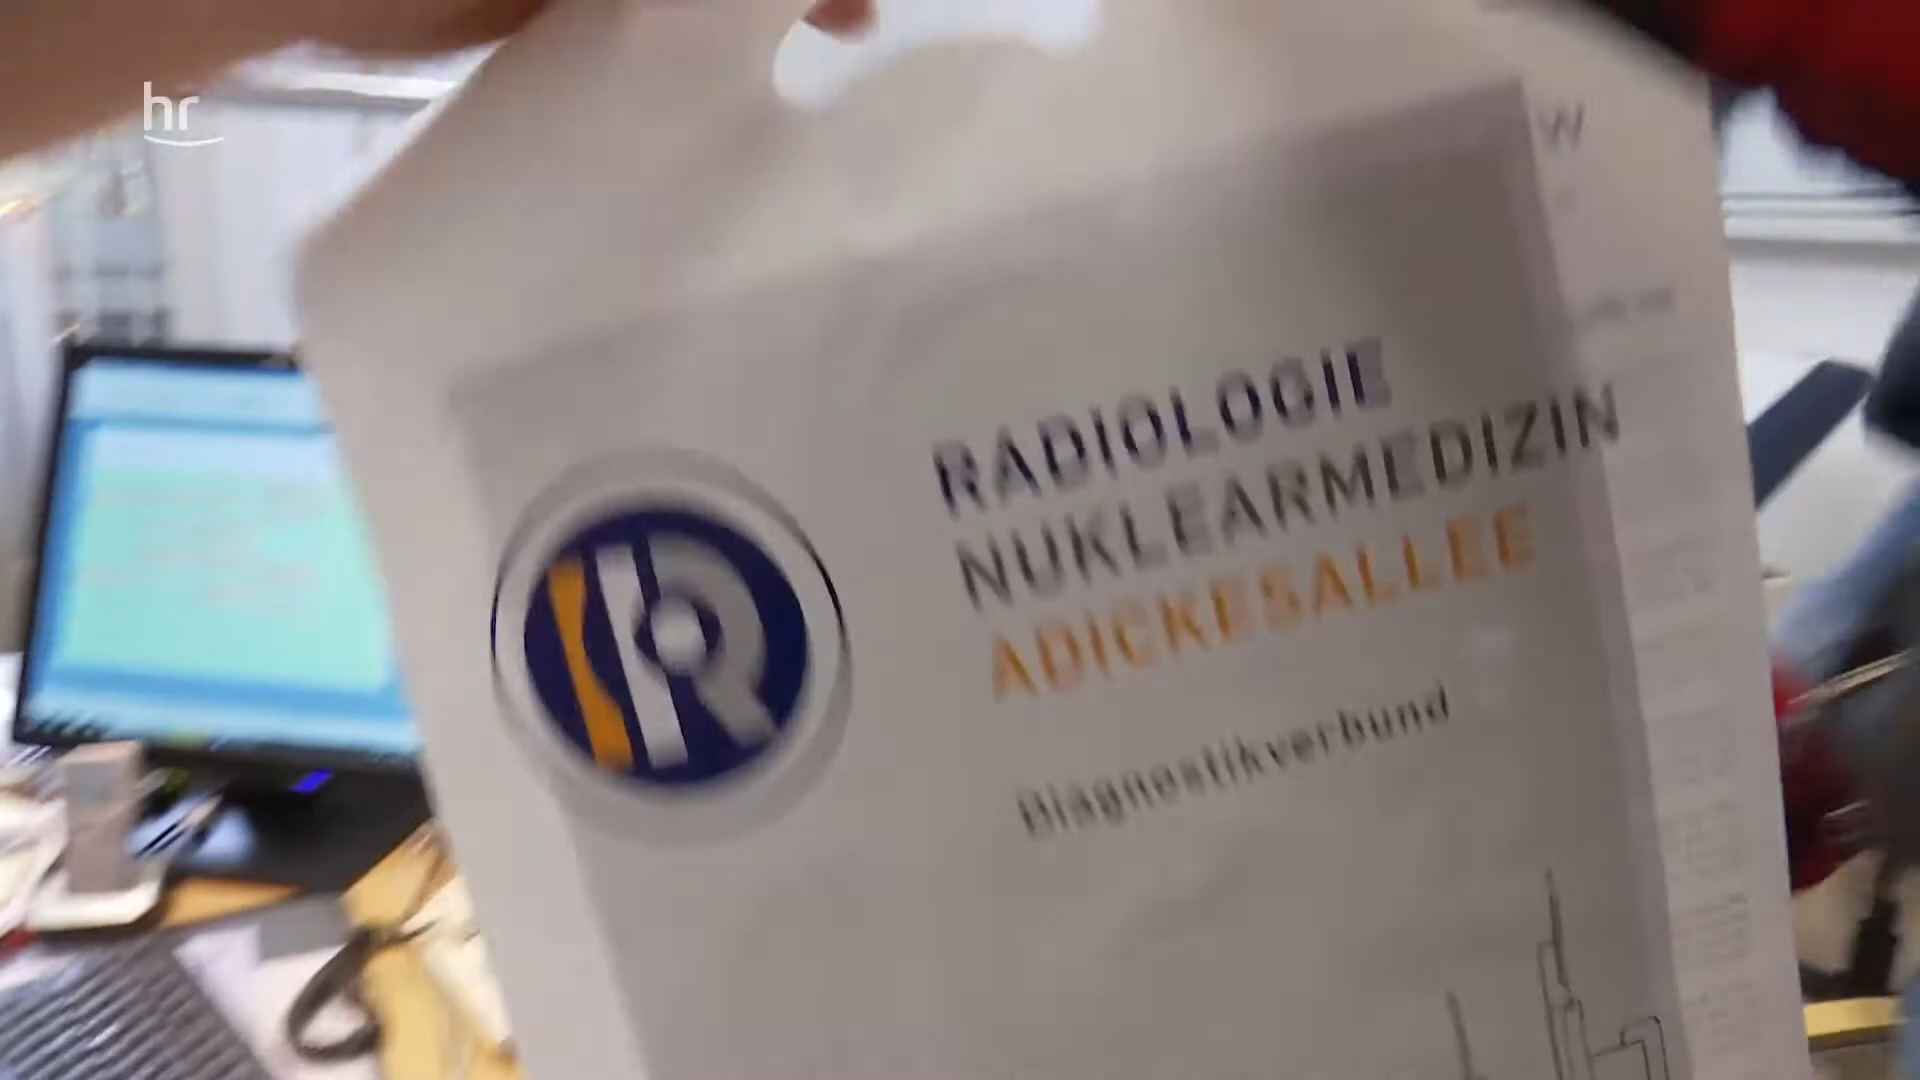 hr
W
RADIOLOGIE
NUKLEARMEDIZIN
ADICKESALLEE
Diagnostikverbund